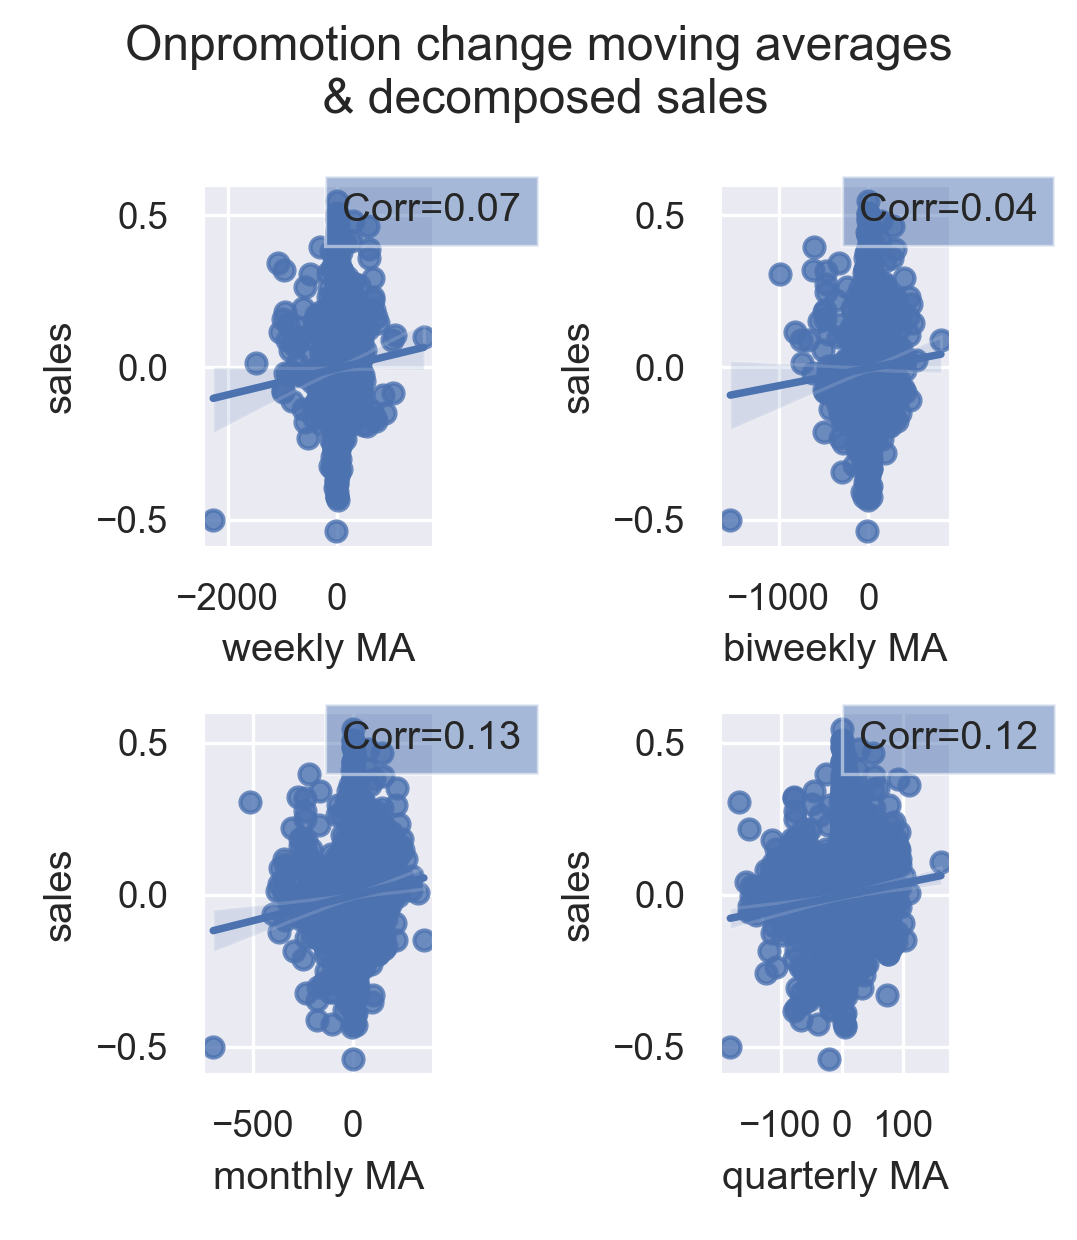 Onpromotion change moving averages
& decomposed sales
Corr=0.07
0.5
0.0
−0.5
sales
−2000 0
weekly MA
Corr=0.04
0.5
0.0
−0.5
sales
−1000 0
biweekly MA
Corr=0.13
0.5
0.0
−0.5
sales
−500 0
monthly MA
Corr=0.12
0.5
0.0
−0.5
sales
−100 0 100
quarterly MA